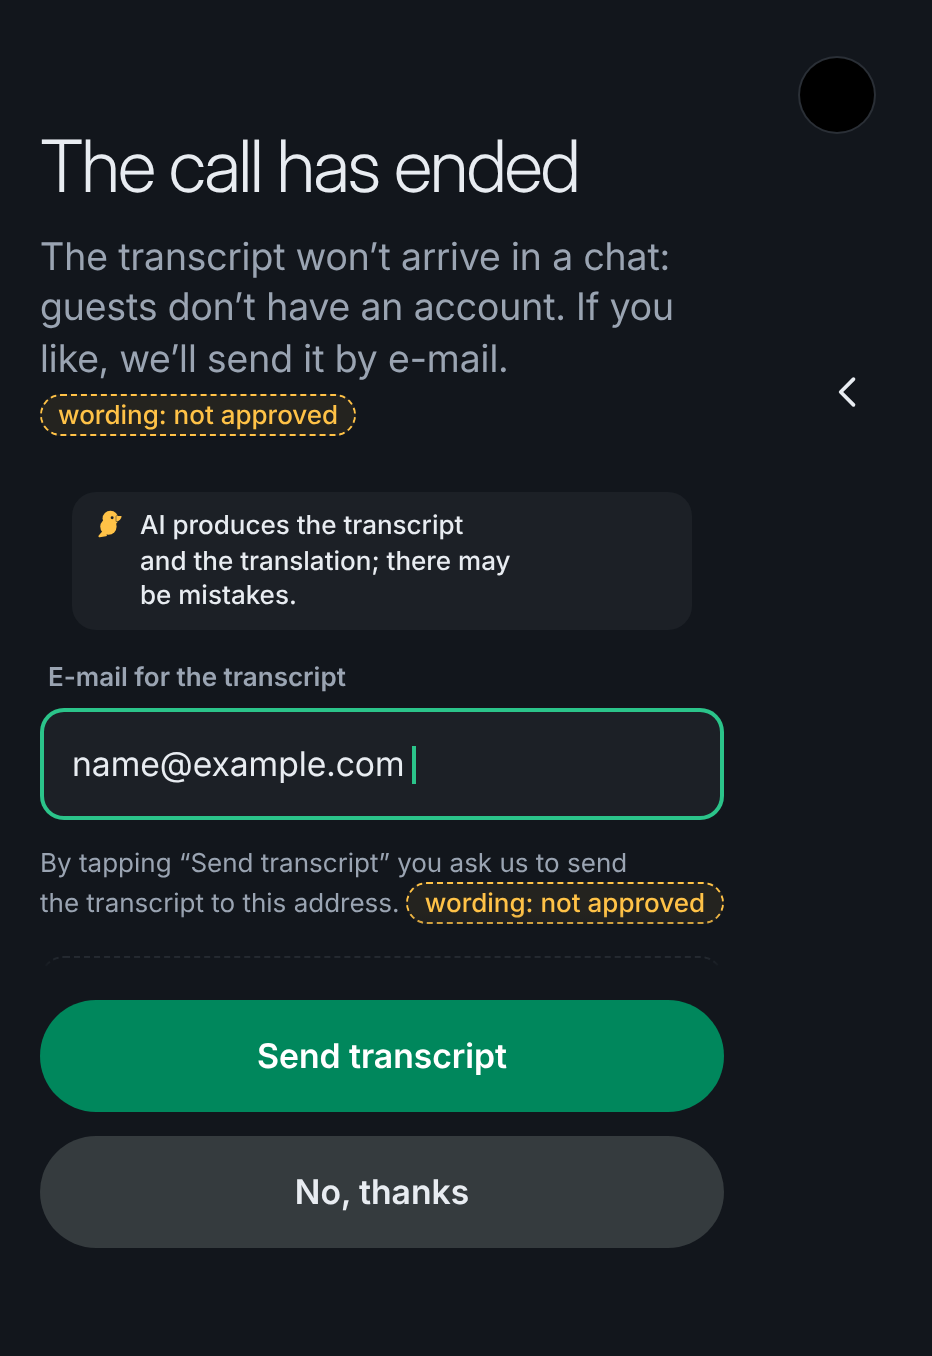 The call has ended
The transcript won’t arrive in a chat:
guests don’t have an account. If you
like, we’ll send it by e-mail.
wording: not approved
AI produces the transcript
and the translation; there may
be mistakes.
E-mail for the transcript
name@example.com
By tapping “Send transcript” you ask us to send
the transcript to this address. wording: not approved
Send transcript
No, thanks